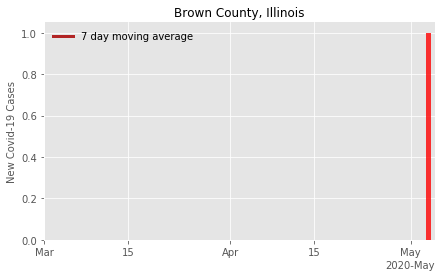 Brown County, Illinois
7 day moving average
New Covid-19 Cases
1.0
0.8
0.6
0.4
0.2
0.0
Mar 15 Apr 15 May
2020-May